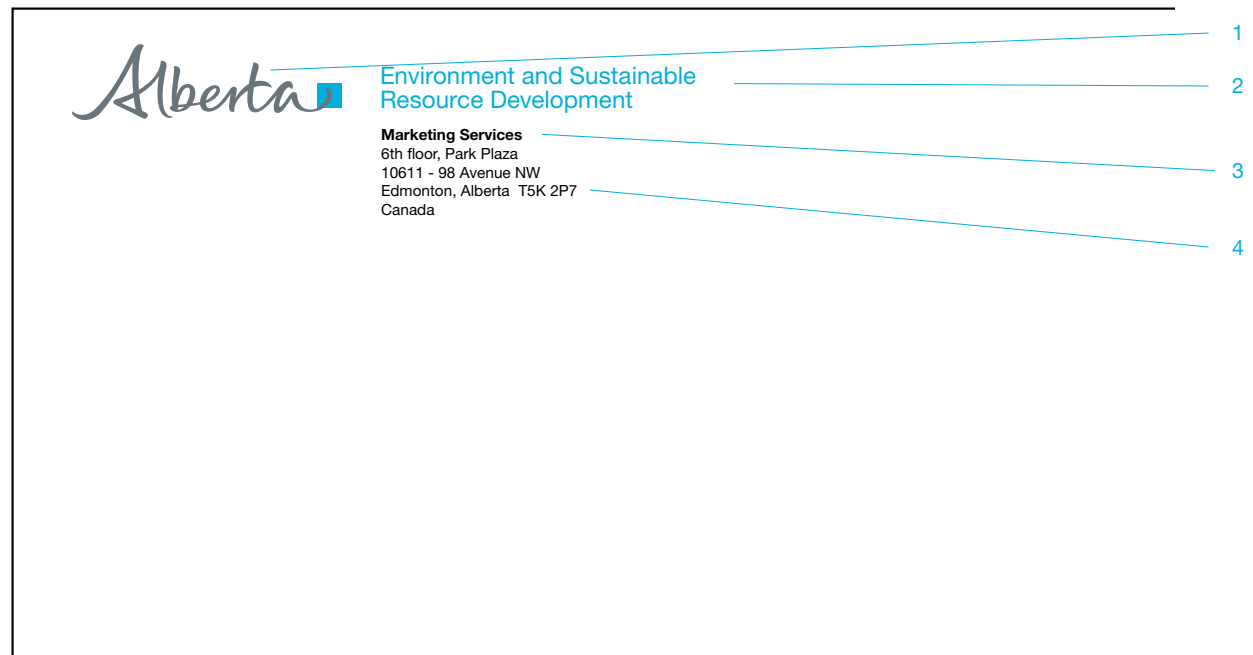 Alberta
Environment and Sustainable
Resource Development
Marketing Services
6th floor, Park Plaza
10611 - 98 Avenue NW
Edmonton, Alberta  T5K 2P7
Canada
1
2
3
4